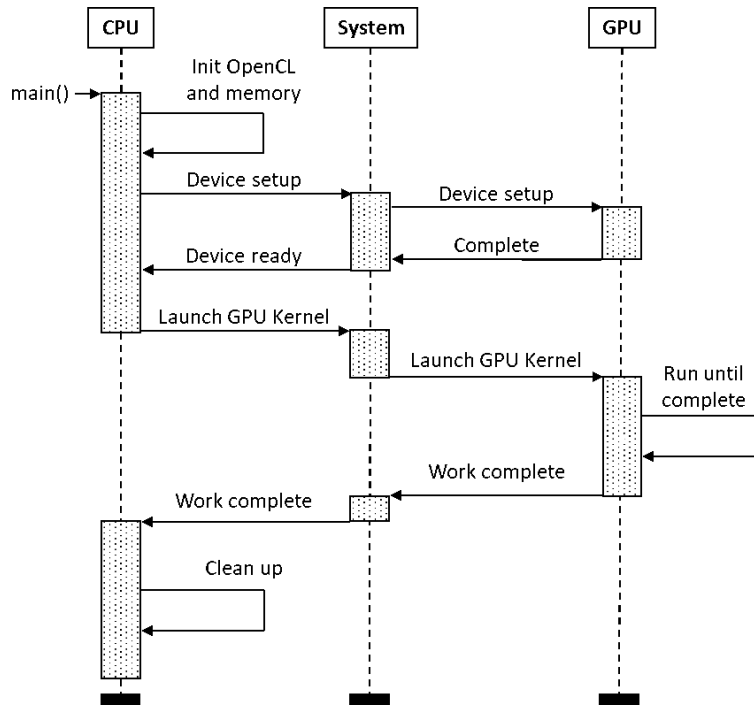 CPU
System
GPU
Init OpenCL
and memory
main()
Device setup
Device setup
Complete
Device ready
Launch GPU Kernel
Launch GPU Kernel
Run until
complete
Work complete
Work complete
Clean up